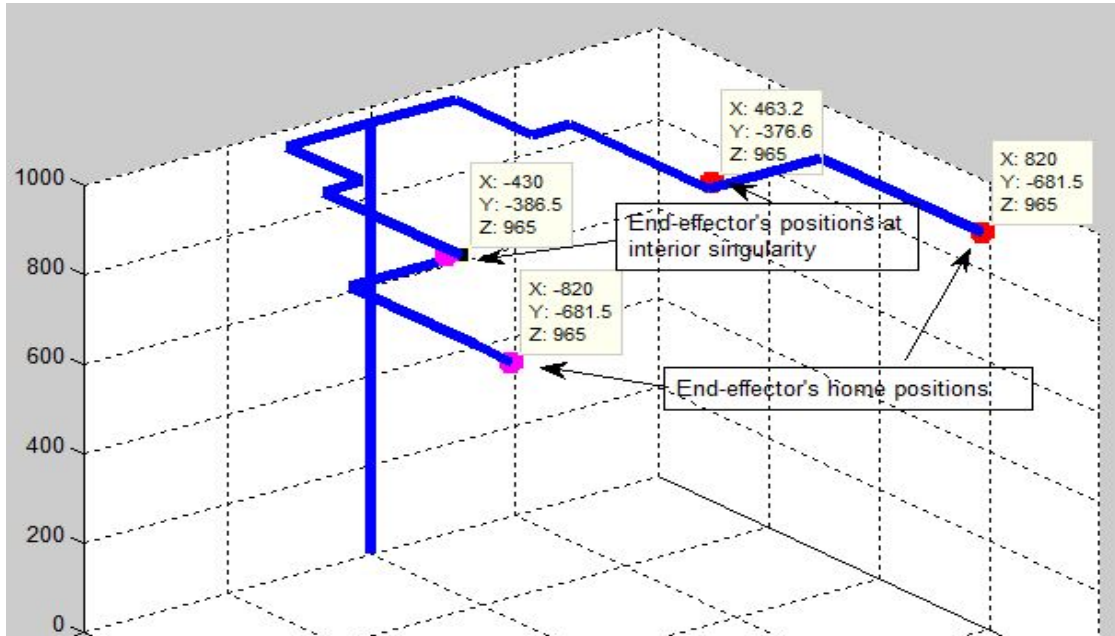 X: 463.2
Y: -376.6
Z: 965
X: 820
Y: -681.5
Z: 965
X: -430
Y: -386.5
Z: 965
End-effector's positions at
interior singularity
X: -820
Y: -681.5
Z: 965
End-effector's home positions
1000
800
600
400
200
0